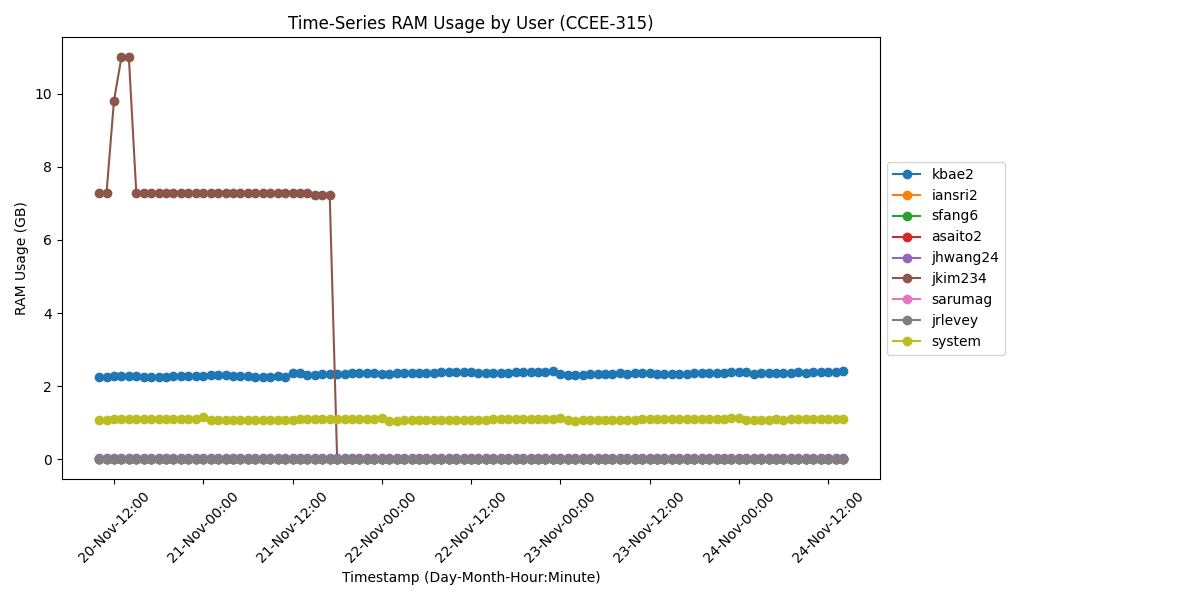 Time-Series RAM Usage by User (CCEE-315)
RAM Usage (GB)
10
8
6
4
2
0
20-Nov-12:00
21-Nov-00:00
21-Nov-12:00
22-Nov-00:00
22-Nov-12:00
23-Nov-00:00
23-Nov-12:00
24-Nov-00:00
24-Nov-12:00
Timestamp (Day-Month-Hour:Minute)
kbae2
iansri2
sfang6
asaito2
jhwang24
jkim234
sarumag
jrlevey
system